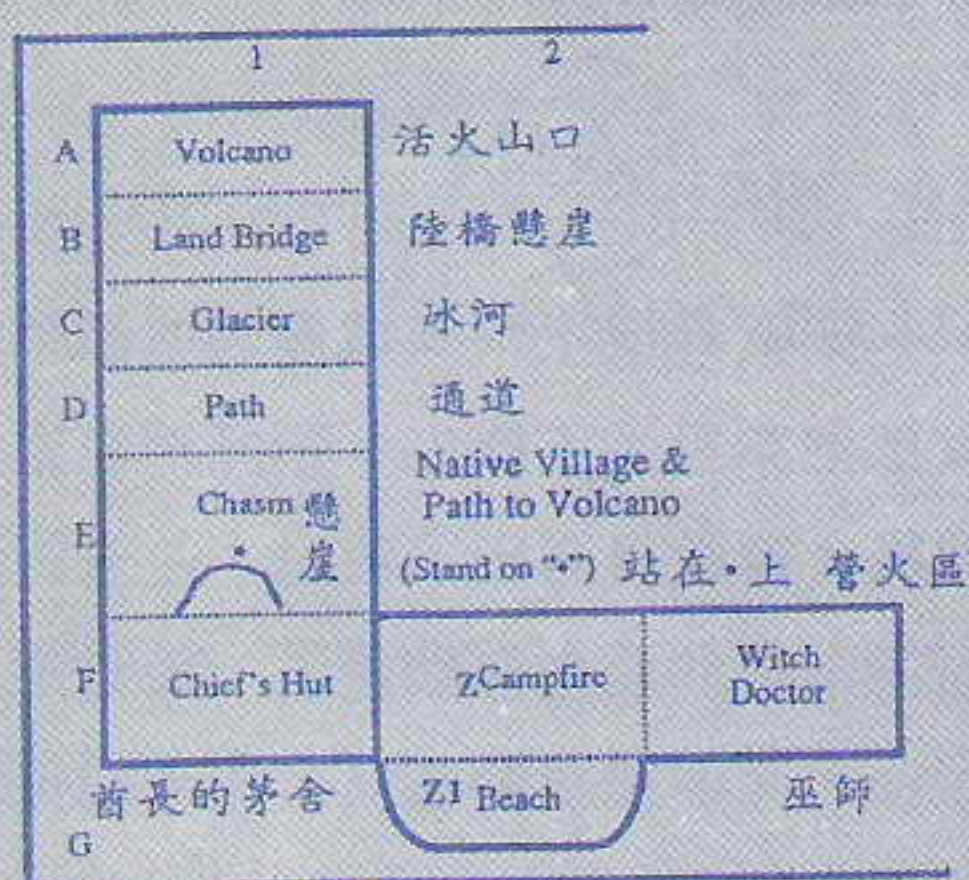 1 2
A Volcano 活火山口
B Land Bridge 陸橋懸崖
C Glacier 冰河
D Path 通道
Native Village &
Chasm 懸崖 Path to Volcano
E (Stand on "•") 站在•上 營火區
F Chief's Hut ZCampfire Witch Doctor
酋長的茅舍 Z1 Beach 巫師
G